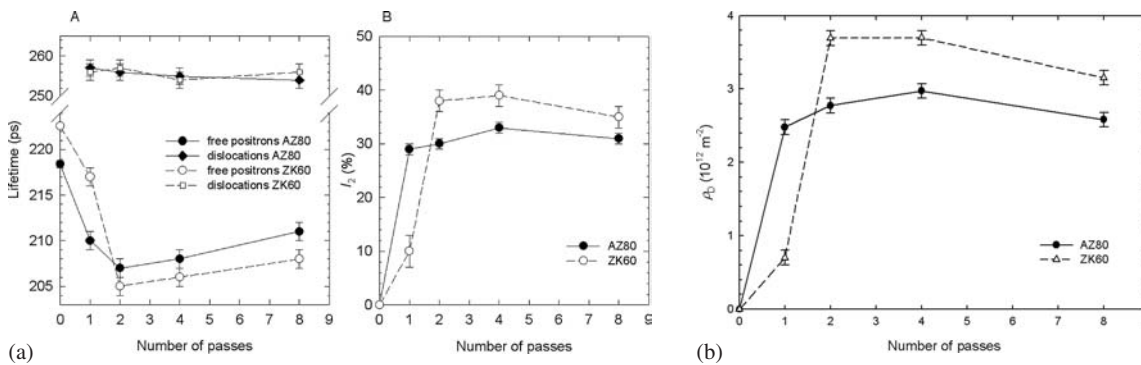 A
B
Lifetime (ps)
260
250
220
215
210
205
free positrons AZ80
dislocations AZ80
free positrons ZK60
dislocations ZK60
0 1 2 3 4 5 6 7 8 9
Number of passes
I2 (%)
50
40
30
20
10
0
AZ80
ZK60
0 1 2 3 4 5 6 7 8 9
Number of passes
(a)
ρD (10^12 m^-2)
4
3
2
1
0
AZ80
ZK60
0 1 2 3 4 5 6 7 8
Number of passes
(b)